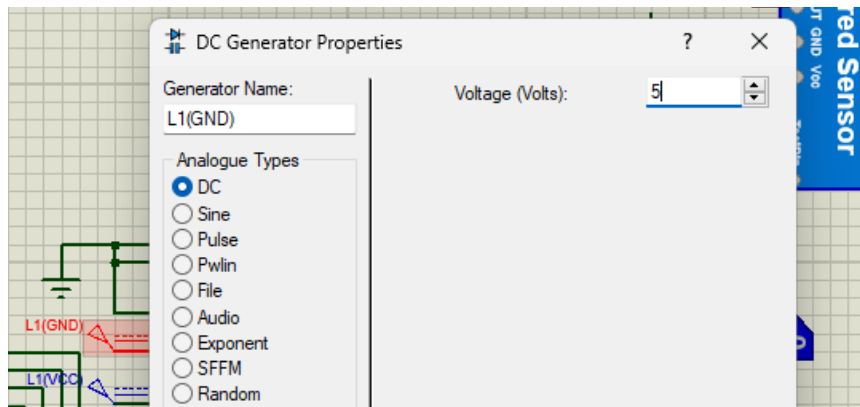 DC Generator Properties
?
Generator Name:
L1(GND)
Voltage (Volts):
5
Analogue Types
DC
Sine
Pulse
Pwlin
File
Audio
Exponent
SFFM
Random
L1(GND)
L1(VCC)
GND Vcc
red Sensor